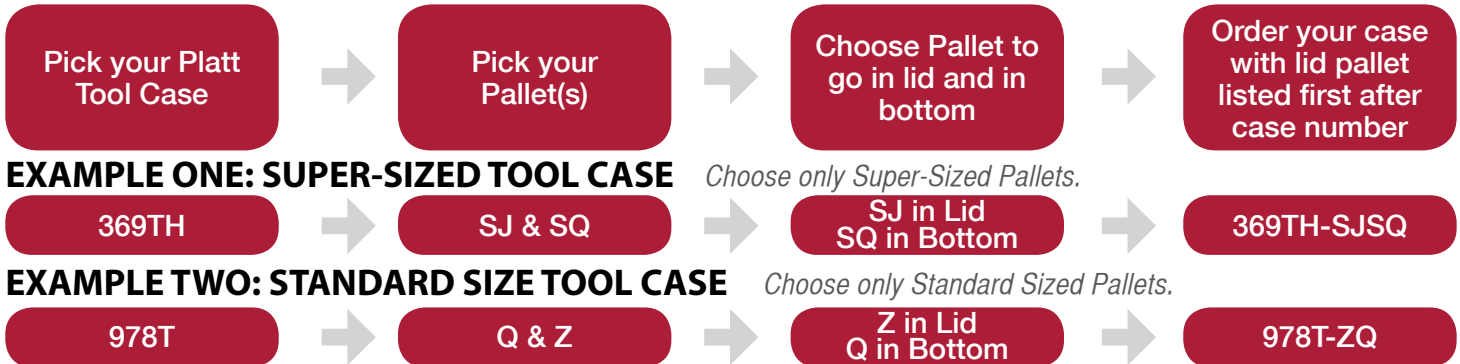 Pick your Platt
Tool Case
Pick your
Pallet(s)
Choose Pallet to
go in lid and in
bottom
Order your case
with lid pallet
listed first after
case number
EXAMPLE ONE: SUPER-SIZED TOOL CASE Choose only Super-Sized Pallets.
369TH
SJ & SQ
SJ in Lid
SQ in Bottom
369TH-SJSQ
EXAMPLE TWO: STANDARD SIZE TOOL CASE Choose only Standard Sized Pallets.
978T
Q & Z
Z in Lid
Q in Bottom
978T-ZQ